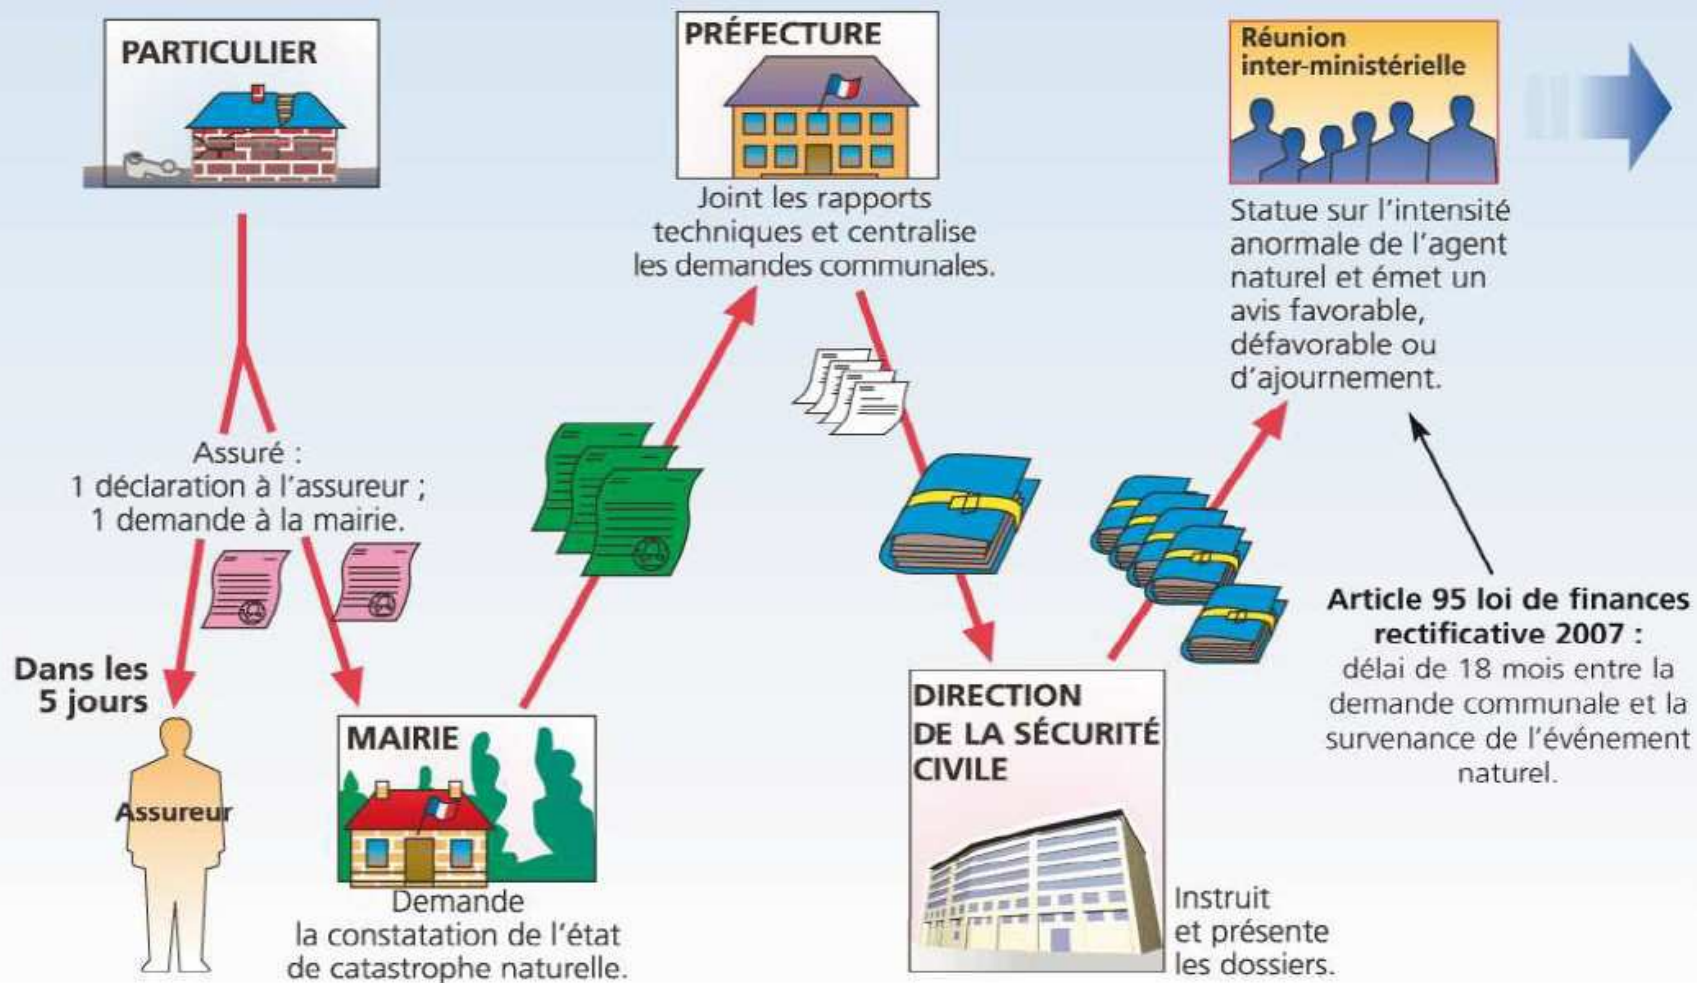 PARTICULIER
Assuré :
1 déclaration à l'assureur ;
1 demande à la mairie.
Dans les
5 jours
Assureur
MAIRIE
Demande
la constatation de l'état
de catastrophe naturelle.
PRÉFECTURE
Joint les rapports
techniques et centralise
les demandes communales.
DIRECTION
DE LA SÉCURITÉ
CIVILE
Instruit
et présente
les dossiers.
Réunion
inter-ministérielle
Statue sur l'intensité
anormale de l'agent
naturel et émet un
avis favorable,
défavorable ou
d'ajournement.
Article 95 loi de finances
rectificative 2007 :
délai de 18 mois entre la
demande communale et la
survenance de l'événement
naturel.